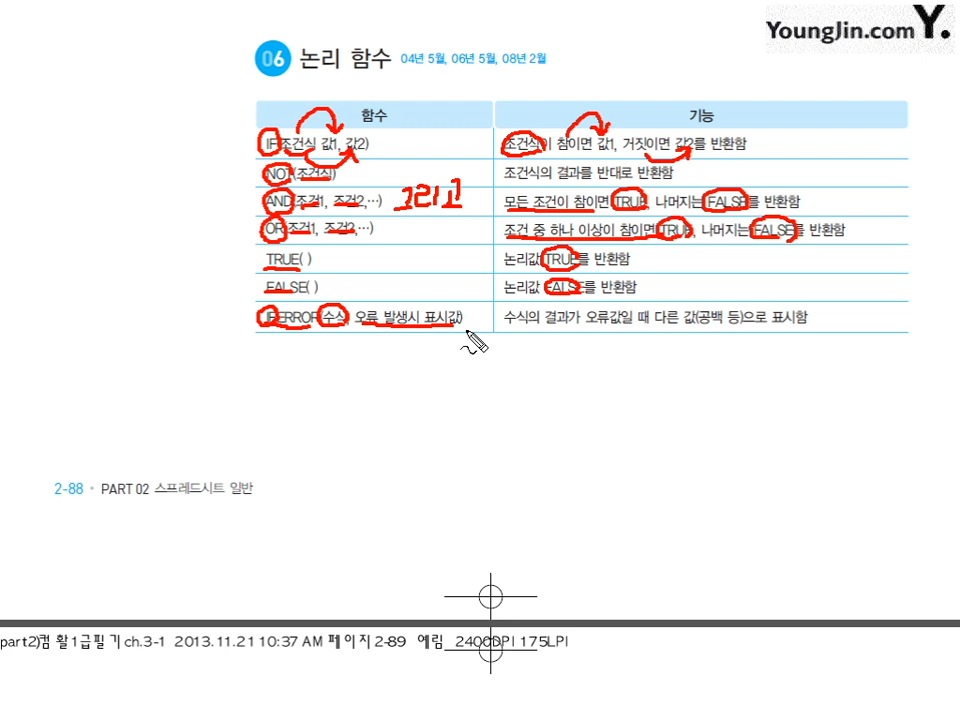 YoungJin.com Y.
06 논리 함수 04년 5월, 06년 5월, 08년 2월
함수 기능
IF(조건식 값1, 값2) 조건식이 참이면 값1, 거짓이면 값2를 반환함
NOT(조건식) 조건식의 결과를 반대로 반환함
AND(조건1, 조건2,…) 그리고 모든 조건이 참이면 TRUE, 나머지는 FALSE를 반환함
OR(조건1, 조건2,…) 조건 중 하나 이상이 참이면 TRUE, 나머지는 FALSE를 반환함
TRUE( ) 논리값 TRUE를 반환함
FALSE( ) 논리값 FALSE를 반환함
IFERROR(수식, 오류 발생시 표시값) 수식의 결과가 오류값일 때 다른 값(공백 등)으로 표시함
2-88 • PART 02 스프레드시트 일반
part2)컴활1급필기ch.3-1 2013.11.21 10:37 AM 페이지2-89 예림 2400DPI 175LPI